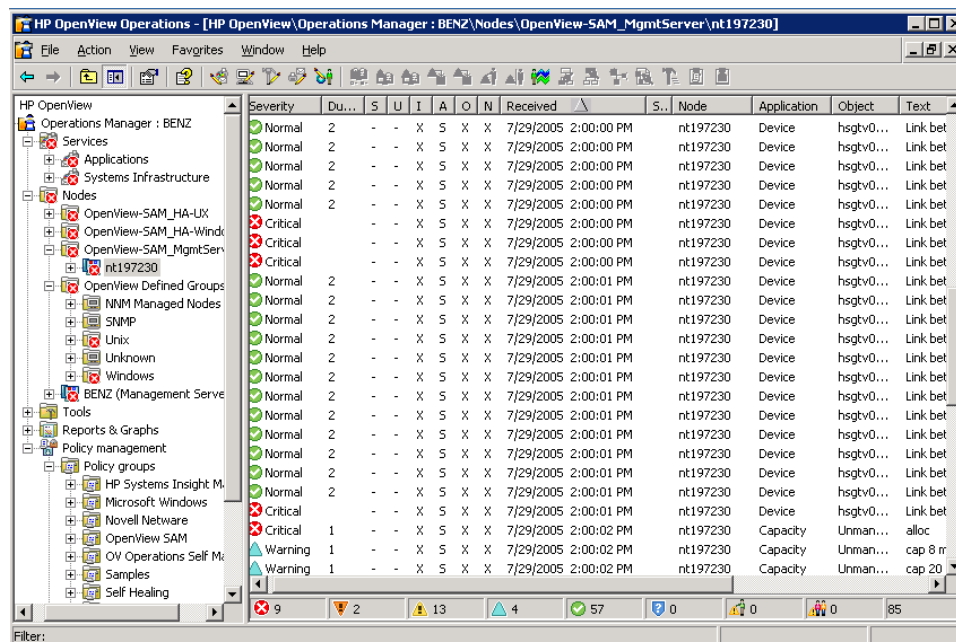 HP OpenView Operations - [HP OpenView\Operations Manager : BENZ\Nodes\OpenView-SAM_MgmtServer\nt197230]
File Action View Favorites Window Help
HP OpenView
Operations Manager : BENZ
Services
Applications
Systems Infrastructure
Nodes
OpenView-SAM_HA-UX
OpenView-SAM_HA-Windo
OpenView-SAM_MgmtServ
nt197230
OpenView Defined Groups
NNM Managed Nodes
SNMP
Unix
Unknown
Windows
BENZ (Management Serve
Tools
Reports & Graphs
Policy management
Policy groups
HP Systems Insight M
Microsoft Windows
Novell Netware
OpenView SAM
OV Operations Self Ma
Samples
Self Healing
Severity Du... S U I A O N Received S.. Node Application Object Text
Normal 2 - - X S X X 7/29/2005 2:00:00 PM nt197230 Device hsgtv0... Link bet
Normal 2 - - X S X X 7/29/2005 2:00:00 PM nt197230 Device hsgtv0... Link bet
Normal 2 - - X S X X 7/29/2005 2:00:00 PM nt197230 Device hsgtv0... Link bet
Normal 2 - - X S X X 7/29/2005 2:00:00 PM nt197230 Device hsgtv0... Link bet
Normal 2 - - X S X X 7/29/2005 2:00:00 PM nt197230 Device hsgtv0... Link bet
Critical - - X S X X 7/29/2005 2:00:00 PM nt197230 Device hsgtv0... Link bet
Critical - - X S X X 7/29/2005 2:00:00 PM nt197230 Device hsgtv0... Link bet
Critical - - X S X X 7/29/2005 2:00:00 PM nt197230 Device hsgtv0... Link bet
Normal 2 - - X S X X 7/29/2005 2:00:01 PM nt197230 Device hsgtv0... Link bet
Normal 2 - - X S X X 7/29/2005 2:00:01 PM nt197230 Device hsgtv0... Link bet
Normal 2 - - X S X X 7/29/2005 2:00:01 PM nt197230 Device hsgtv0... Link bet
Normal 2 - - X S X X 7/29/2005 2:00:01 PM nt197230 Device hsgtv0... Link bet
Normal 2 - - X S X X 7/29/2005 2:00:01 PM nt197230 Device hsgtv0... Link bet
Normal 2 - - X S X X 7/29/2005 2:00:01 PM nt197230 Device hsgtv0... Link bet
Normal 2 - - X S X X 7/29/2005 2:00:01 PM nt197230 Device hsgtv0... Link bet
Normal 2 - - X S X X 7/29/2005 2:00:01 PM nt197230 Device hsgtv0... Link bet
Normal 2 - - X S X X 7/29/2005 2:00:01 PM nt197230 Device hsgtv0... Link bet
Normal 2 - - X S X X 7/29/2005 2:00:01 PM nt197230 Device hsgtv0... Link bet
Normal 2 - - X S X X 7/29/2005 2:00:01 PM nt197230 Device hsgtv0... Link bet
Normal 2 - - X S X X 7/29/2005 2:00:01 PM nt197230 Device hsgtv0... Link bet
Critical - - X S X X 7/29/2005 2:00:01 PM nt197230 Device hsgtv0... Link bet
Critical 1 - - X S X X 7/29/2005 2:00:02 PM nt197230 Capacity Unman... alloc
Warning 1 - - X S X X 7/29/2005 2:00:02 PM nt197230 Capacity Unman... cap 8 m
Warning 1 - - X S X X 7/29/2005 2:00:02 PM nt197230 Capacity Unman... cap 20
9 2 13 4 57 0 0 0 85
Filter: